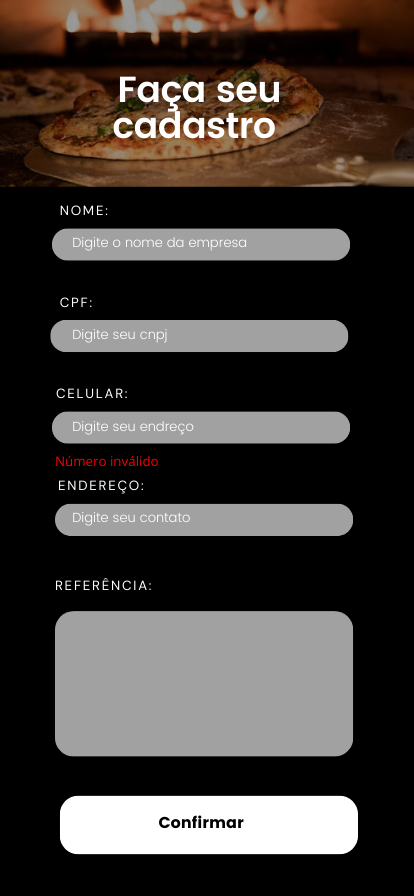 Faça seu
cadastro
NOME:
Digite o nome da empresa
CPF:
Digite seu cnpj
CELULAR:
Digite seu endreço
Número inválido
ENDEREÇO:
Digite seu contato
REFERÊNCIA:
Confirmar